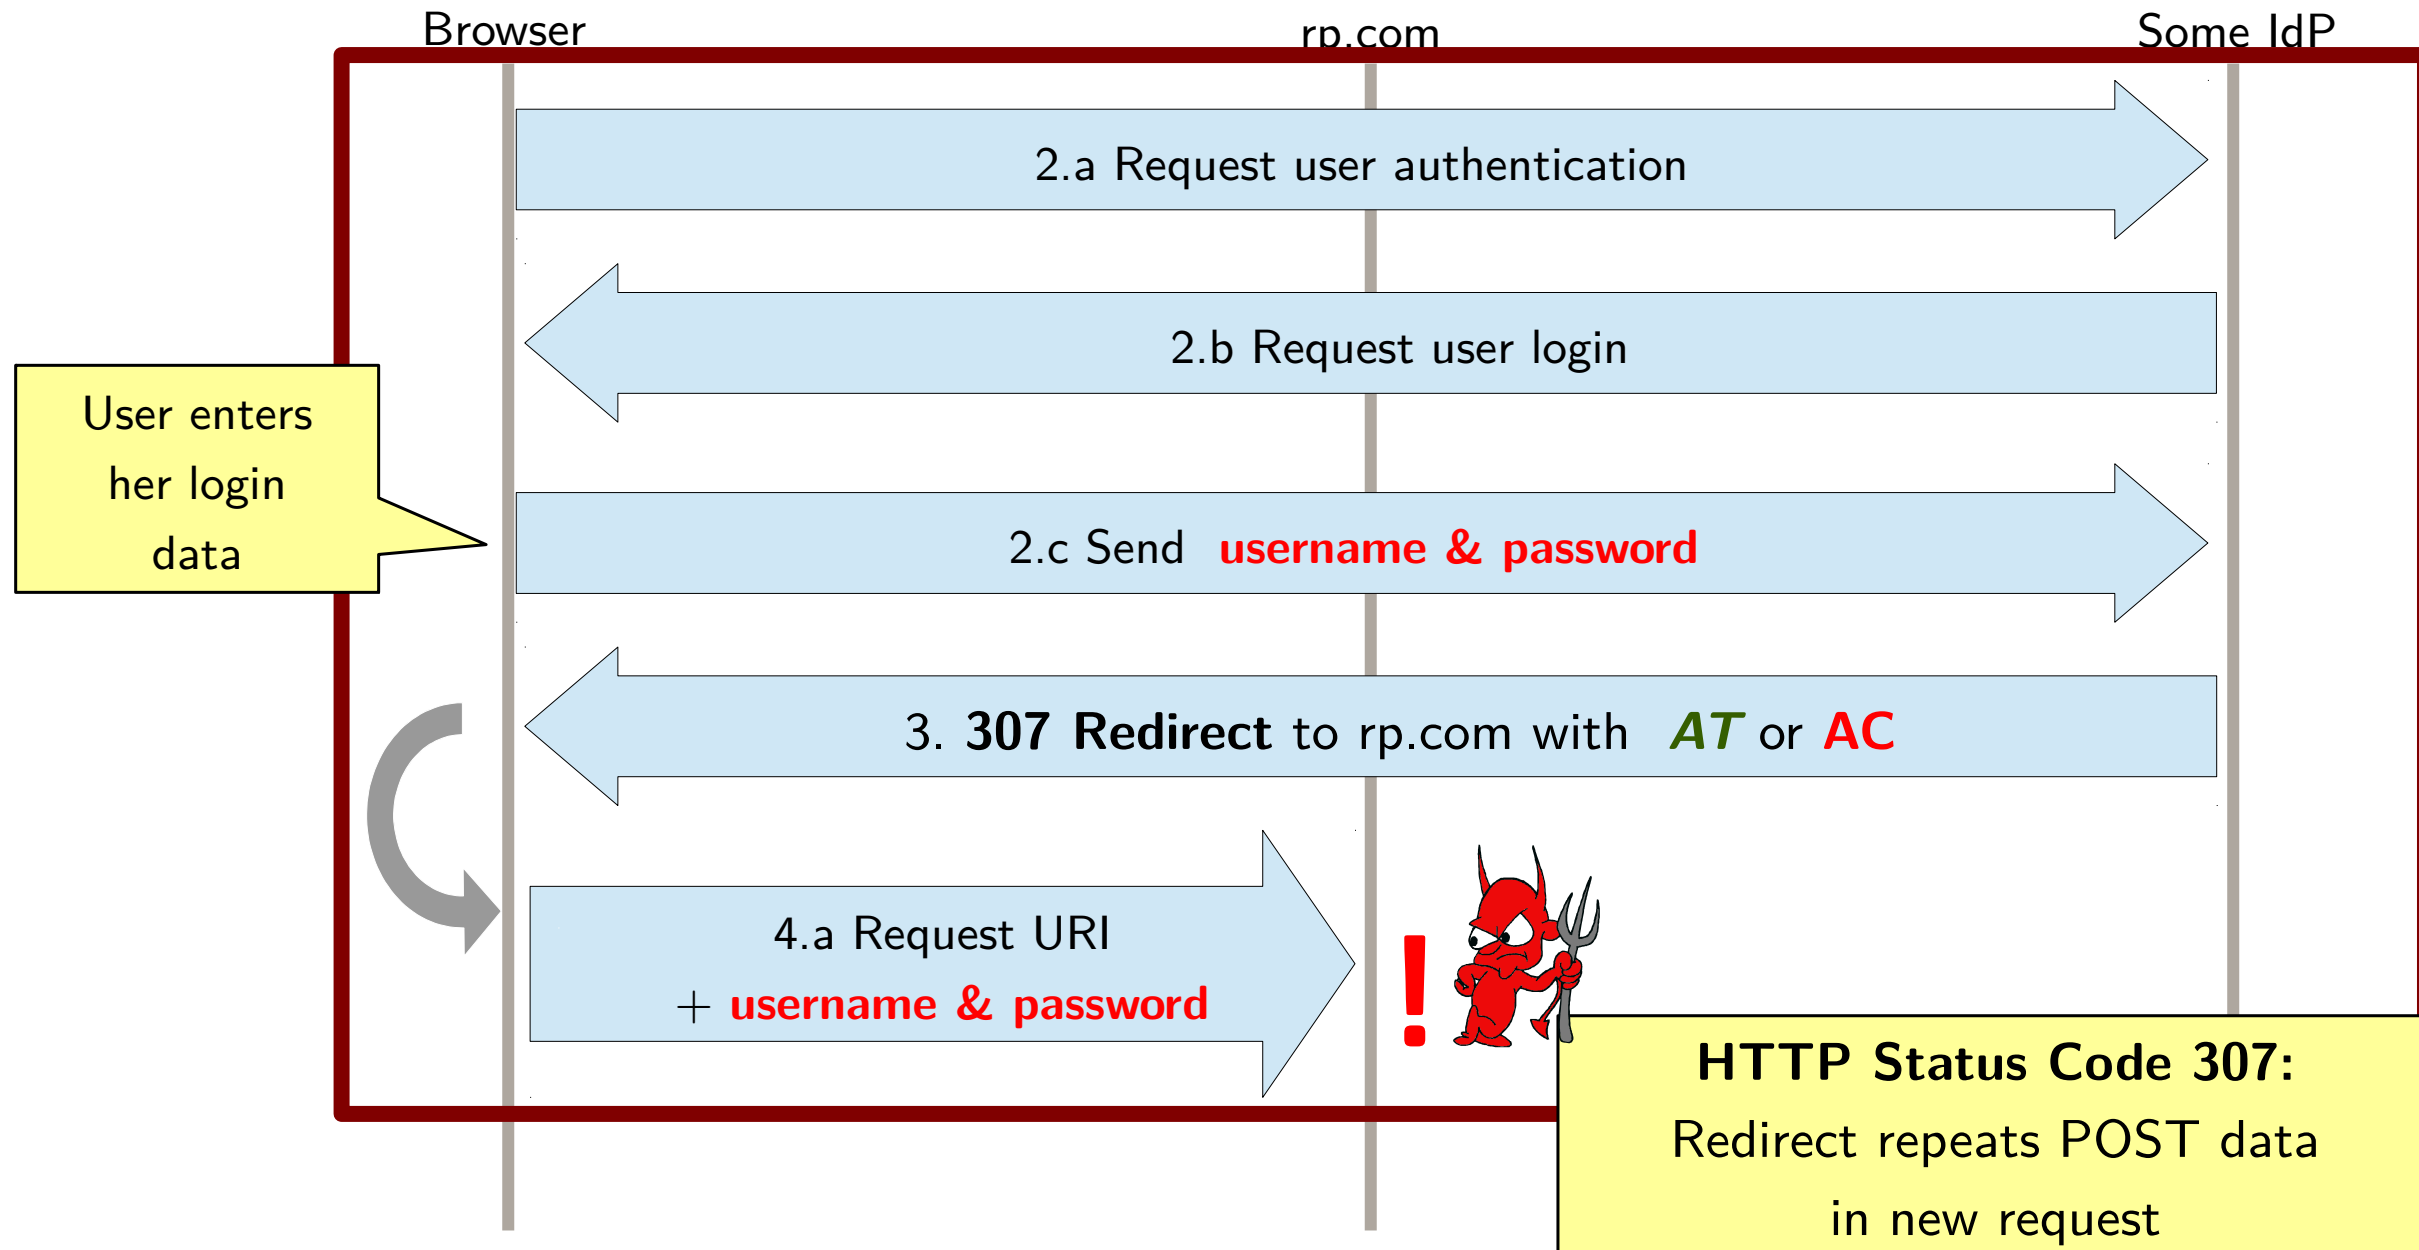 Browser
rp.com
Some IdP
2.a Request user authentication
2.b Request user login
User enters
her login
data
2.c Send username & password
3. 307 Redirect to rp.com with AT or AC
4.a Request URI
+ username & password
!
HTTP Status Code 307:
Redirect repeats POST data
in new request